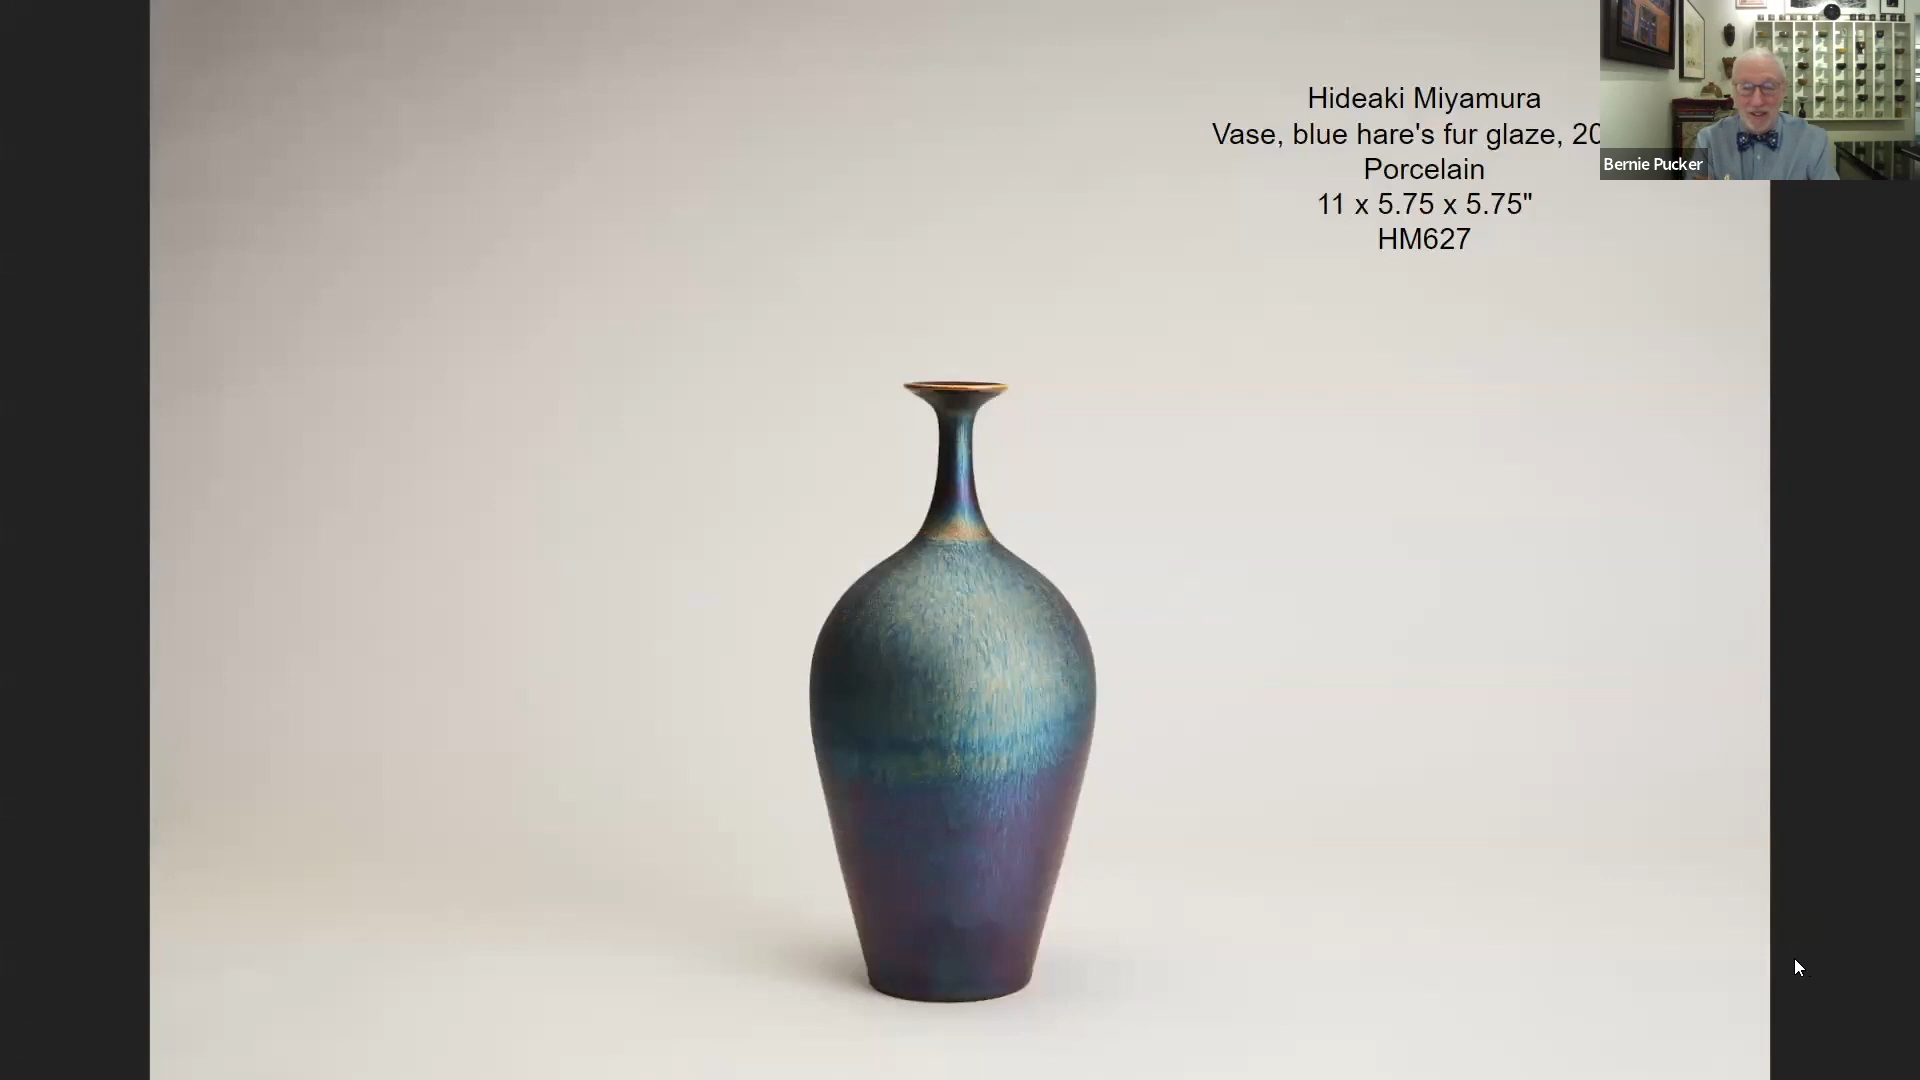 Hideaki Miyamura
Vase, blue hare's fur glaze, 20
Porcelain
11 x 5.75 x 5.75"
HM627
Bernie Pucker